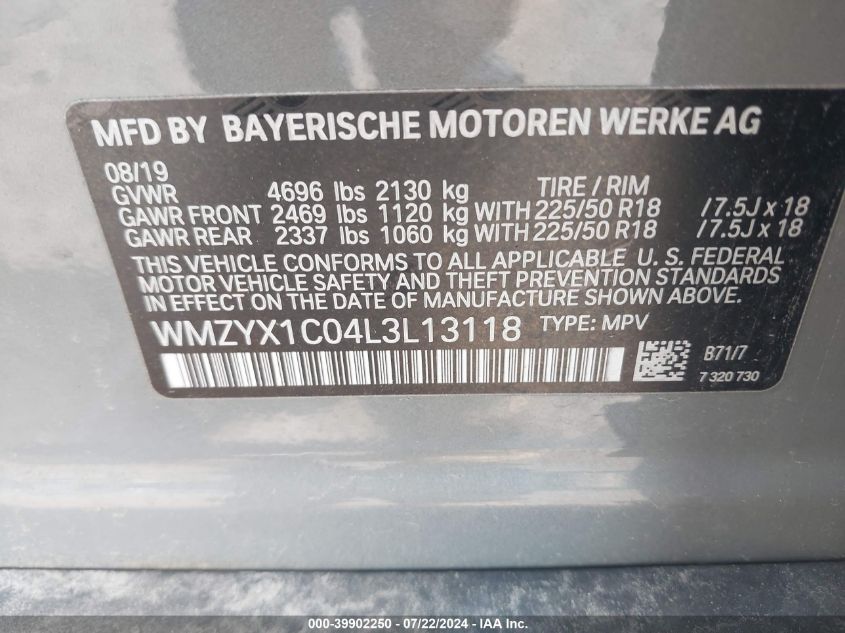 MFD BY BAYERISCHE MOTOREN WERKE AG
08/19
GVWR 4696 lbs 2130 kg TIRE / RIM
GAWR FRONT 2469 lbs 1120 kg WITH 225/50 R18 / 7.5J x 18
GAWR REAR 2337 lbs 1060 kg WITH 225/50 R18 / 7.5J x 18
THIS VEHICLE CONFORMS TO ALL APPLICABLE U. S. FEDERAL
MOTOR VEHICLE SAFETY AND THEFT PREVENTION STANDARDS
IN EFFECT ON THE DATE OF MANUFACTURE SHOWN ABOVE.
WMZYX1C04L3L13118 TYPE: MPV
B71/7
7 320 730
000-39902250 - 07/22/2024 - IAA Inc.